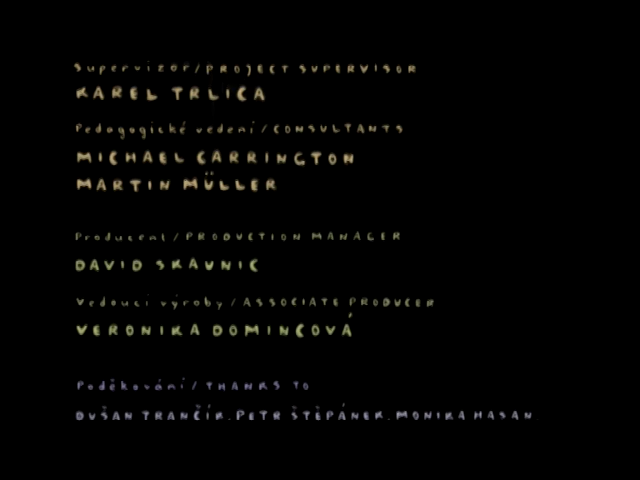 Supervizor/PROJECT SUPERVISOR
KAREL TRLICA
Pedagogické vedení/CONSULTANTS
MICHAEL CARRINGTON
MARTIN MÜLLER
Producent/PRODUCTION MANAGER
DAVID SKAVNIC
Vedoucí výroby/ASSOCIATE PRODUCER
VERONIKA DOMINCOVÁ
Poděkování/THANKS TO
DUŠAN TRANČÍK. PETR ŠTĚPÁNEK. MONIKA HASAN